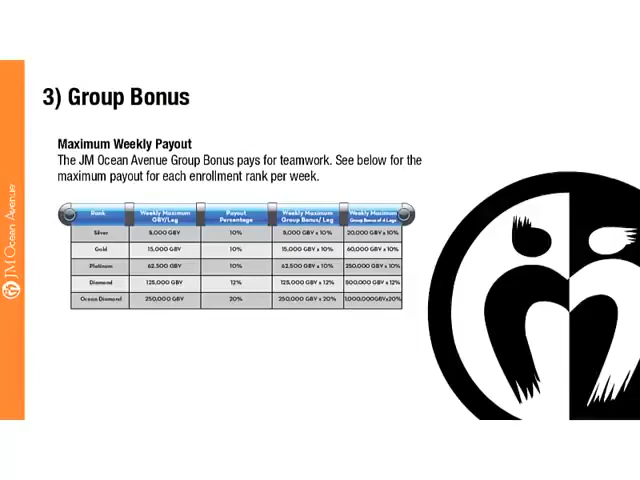 3) Group Bonus
Maximum Weekly Payout
The JM Ocean Avenue Group Bonus pays for teamwork. See below for the
maximum payout for each enrollment rank per week.
Rank Weekly Maximum GBV/Leg Payout Percentage Weekly Maximum Group Bonus/ Leg Weekly Maximum Group Bonus of 4 Legs
Silver 5,000 GBV 10% 5,000 GBV x 10% 20,000 GBV x 10%
Gold 15,000 GBV 10% 15,000 GBV x 10% 60,000 GBV x 10%
Platinum 62,500 GBV 10% 62,500 GBV x 10% 250,000 GBV x 10%
Diamond 125,000 GBV 12% 125,000 GBV x 12% 500,000 GBV x 12%
Ocean Diamond 250,000 GBV 20% 250,000 GBV x 20% 1,000,000GBVx20%
JM Ocean Avenue